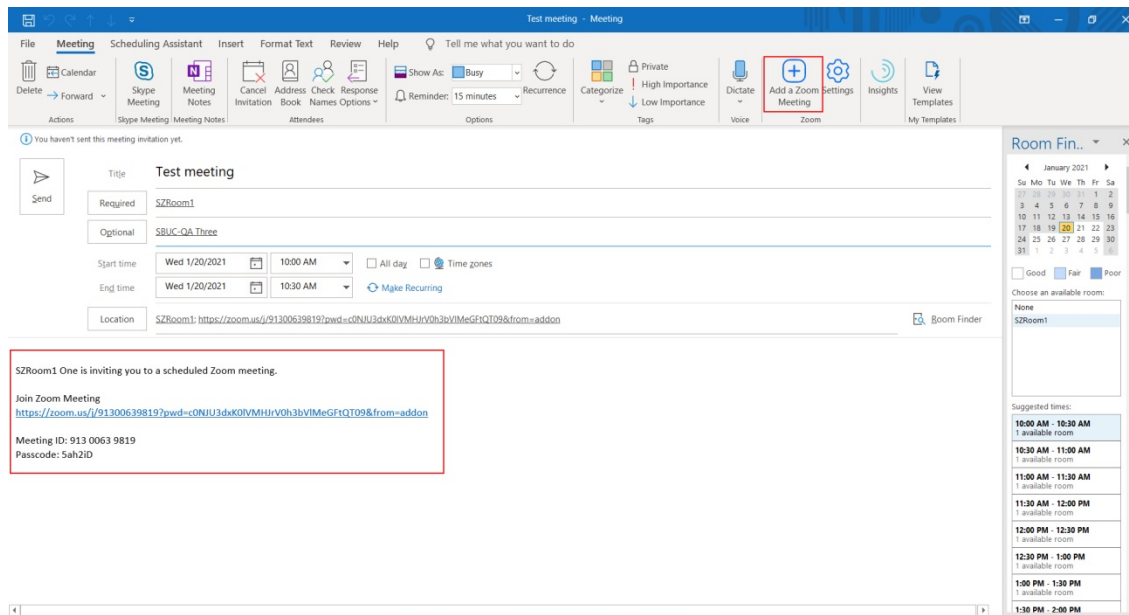 Test meeting - Meeting
File Meeting Scheduling Assistant Insert Format Text Review Help Tell me what you want to do
Delete
Calendar
Forward
Actions
Skype Meeting
Skype Meeting
Meeting Notes
Meeting Notes
Cancel Invitation
Address Book
Check Names
Response Options
Attendees
Show As: Busy
Reminder: 15 minutes
Recurrence
Options
Categorize
Private
High Importance
Low Importance
Tags
Dictate
Voice
Add a Zoom Meeting
Settings
Zoom
Insights
View Templates
My Templates
You haven't sent this meeting invitation yet.
Send
Title Test meeting
Required SZRoom1
Optional SBUC-QA Three
Start time Wed 1/20/2021 10:00 AM All day Time zones
End time Wed 1/20/2021 10:30 AM Make Recurring
Location SZRoom1; https://zoom.us/j/91300639819?pwd=c0NJU3dxK0lVMHJrV0h3bVlMeGFtQT09&from=addon Room Finder
SZRoom1 One is inviting you to a scheduled Zoom meeting.
Join Zoom Meeting
https://zoom.us/j/91300639819?pwd=c0NJU3dxK0lVMHJrV0h3bVlMeGFtQT09&from=addon
Meeting ID: 913 0063 9819
Passcode: 5ah2iD
Room Fin..
January 2021
Su Mo Tu We Th Fr Sa
27 28 29 30 31 1 2
3 4 5 6 7 8 9
10 11 12 13 14 15 16
17 18 19 20 21 22 23
24 25 26 27 28 29 30
31 1 2 3 4 5 6
Good Fair Poor
Choose an available room:
None
SZRoom1
Suggested times:
10:00 AM - 10:30 AM
1 available room
10:30 AM - 11:00 AM
1 available room
11:00 AM - 11:30 AM
1 available room
11:30 AM - 12:00 PM
1 available room
12:00 PM - 12:30 PM
1 available room
12:30 PM - 1:00 PM
1 available room
1:00 PM - 1:30 PM
1 available room
1:30 PM - 2:00 PM